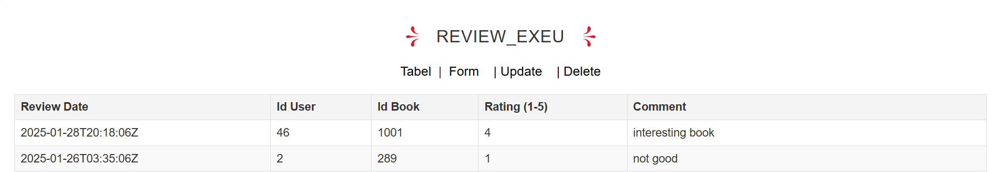 REVIEW_EXEU
Tabel | Form | Update | Delete
Review Date Id User Id Book Rating (1-5) Comment
2025-01-28T20:18:06Z 46 1001 4 interesting book
2025-01-26T03:35:06Z 2 289 1 not good